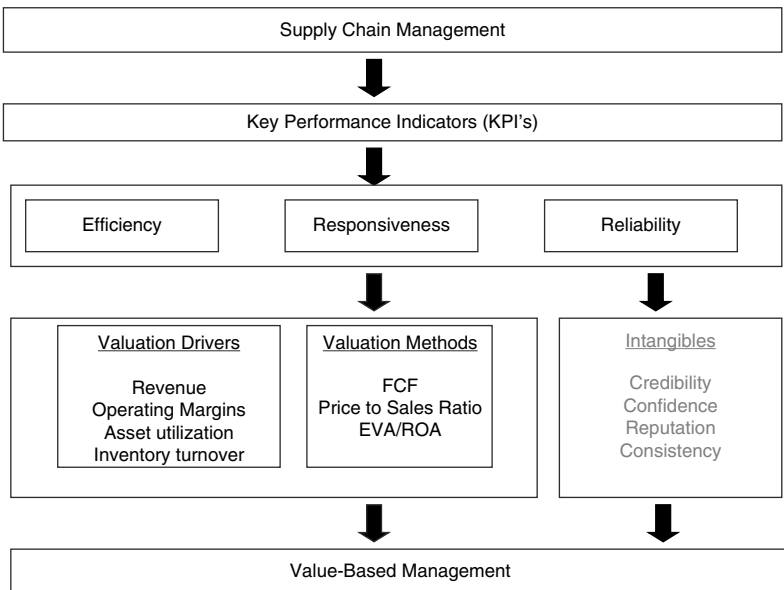 Supply Chain Management
Key Performance Indicators (KPI's)
Efficiency
Responsiveness
Reliability
Valuation Drivers
Revenue
Operating Margins
Asset utilization
Inventory turnover
Valuation Methods
FCF
Price to Sales Ratio
EVA/ROA
Intangibles
Credibility
Confidence
Reputation
Consistency
Value-Based Management